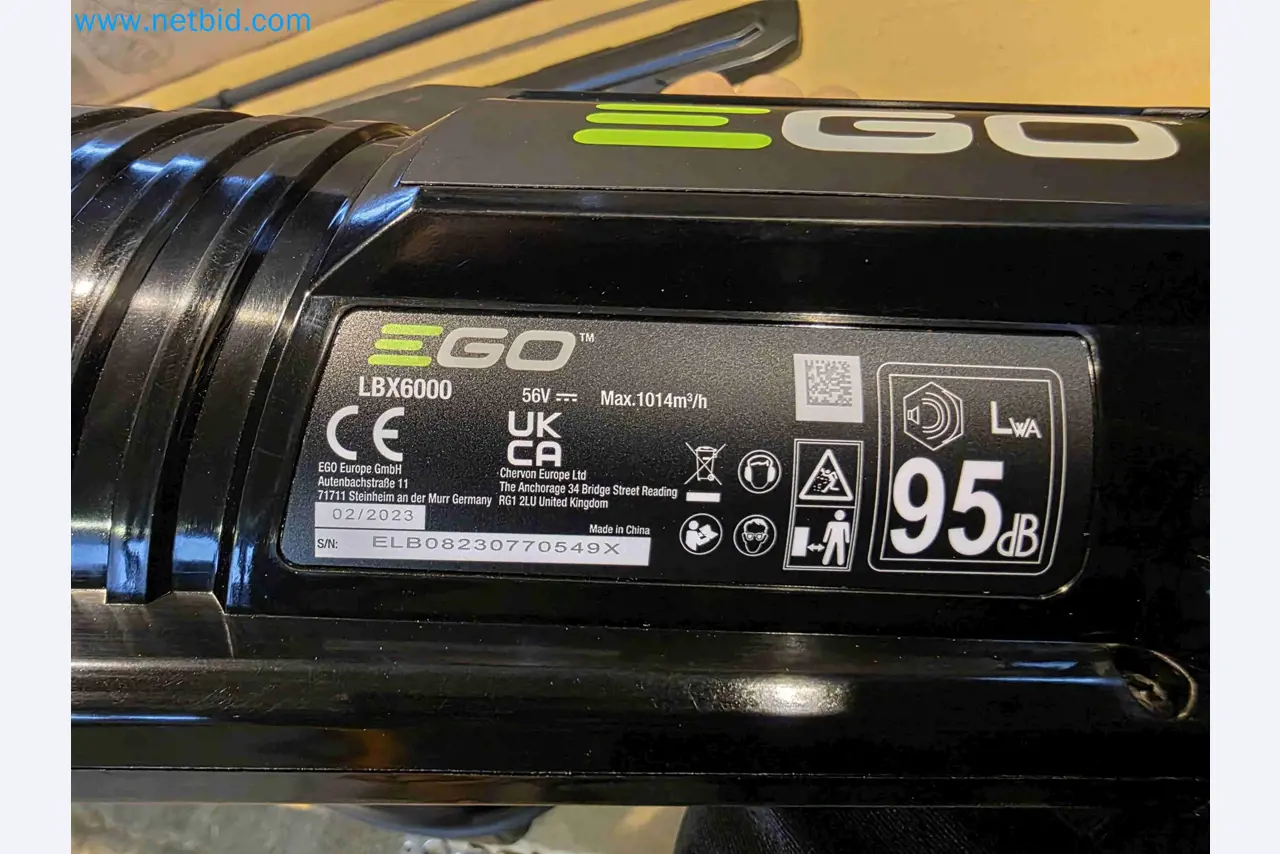 www.netbid.com
EGO
EGO™
LBX6000
56V
Max.1014m³/h
CE
UK
CA
EGO Europe GmbH
Autenbachstraße 11
71711 Steinheim an der Murr Germany
Chervon Europe Ltd
The Anchorage 34 Bridge Street Reading
RG1 2LU United Kingdom
02/2023
Made in China
S/N: ELB08230770549X
LWA
95dB